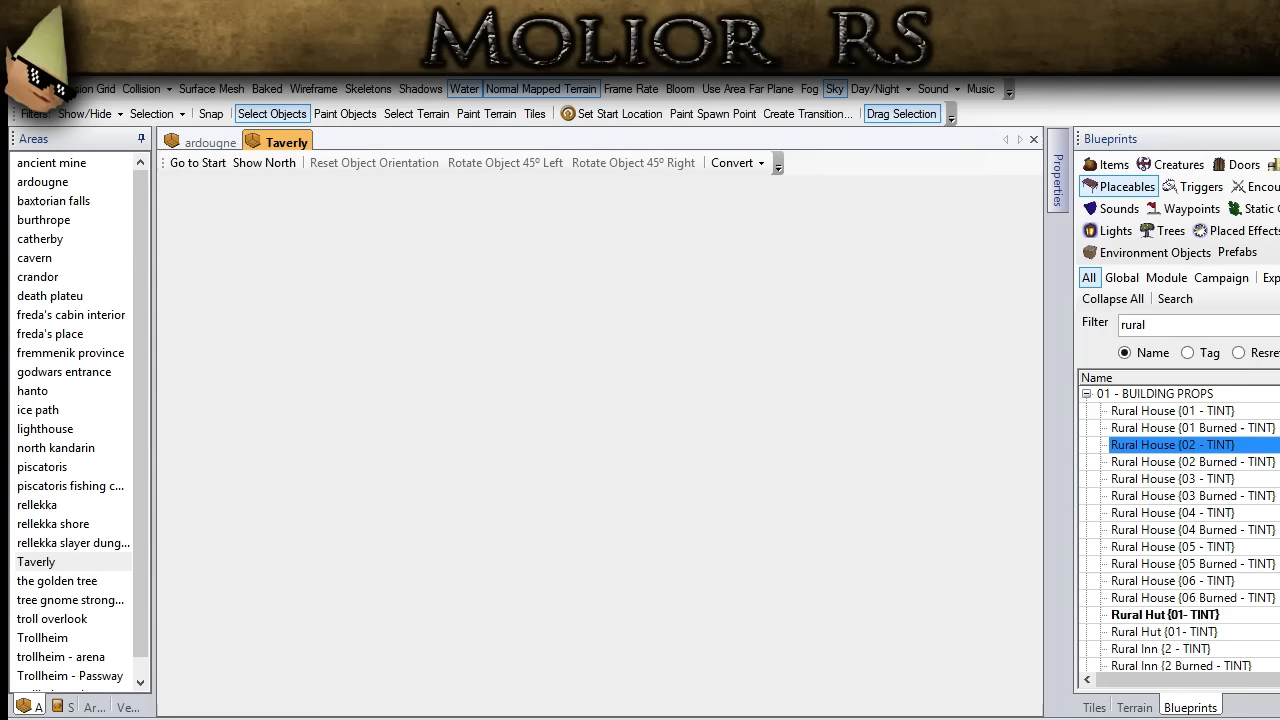 Molior RS
sion Grid Collision Surface Mesh Baked Wireframe Skeletons Shadows Water Normal Mapped Terrain Frame Rate Bloom Use Area Far Plane Fog Sky Day/Night Sound Music
Filters: Show/Hide Selection Snap Select Objects Paint Objects Select Terrain Paint Terrain Tiles Set Start Location Paint Spawn Point Create Transition... Drag Selection
Areas
ancient mine
ardougne
baxtorian falls
burthrope
catherby
cavern
crandor
death plateu
freda's cabin interior
freda's place
fremmenik province
godwars entrance
hanto
ice path
lighthouse
north kandarin
piscatoris
piscatoris fishing c...
rellekka
rellekka shore
rellekka slayer dung...
Taverly
the golden tree
tree gnome strong...
troll overlook
Trollheim
trollheim - arena
Trollheim - Passway
A S Ar... Ve...
ardougne Taverly
Go to Start Show North Reset Object Orientation Rotate Object 45º Left Rotate Object 45º Right Convert
Properties
Blueprints
Items Creatures Doors
Placeables Triggers Encou
Sounds Waypoints Static C
Lights Trees Placed Effects
Environment Objects Prefabs
All Global Module Campaign Exp
Collapse All Search
Filter rural
Name Tag Resre
Name
01 - BUILDING PROPS
Rural House {01 - TINT}
Rural House {01 Burned - TINT}
Rural House {02 - TINT}
Rural House {02 Burned - TINT}
Rural House {03 - TINT}
Rural House {03 Burned - TINT}
Rural House {04 - TINT}
Rural House {04 Burned - TINT}
Rural House {05 - TINT}
Rural House {05 Burned - TINT}
Rural House {06 - TINT}
Rural House {06 Burned - TINT}
Rural Hut {01- TINT}
Rural Hut {01- TINT}
Rural Inn {2 - TINT}
Rural Inn {2 Burned - TINT}
Tiles Terrain Blueprints